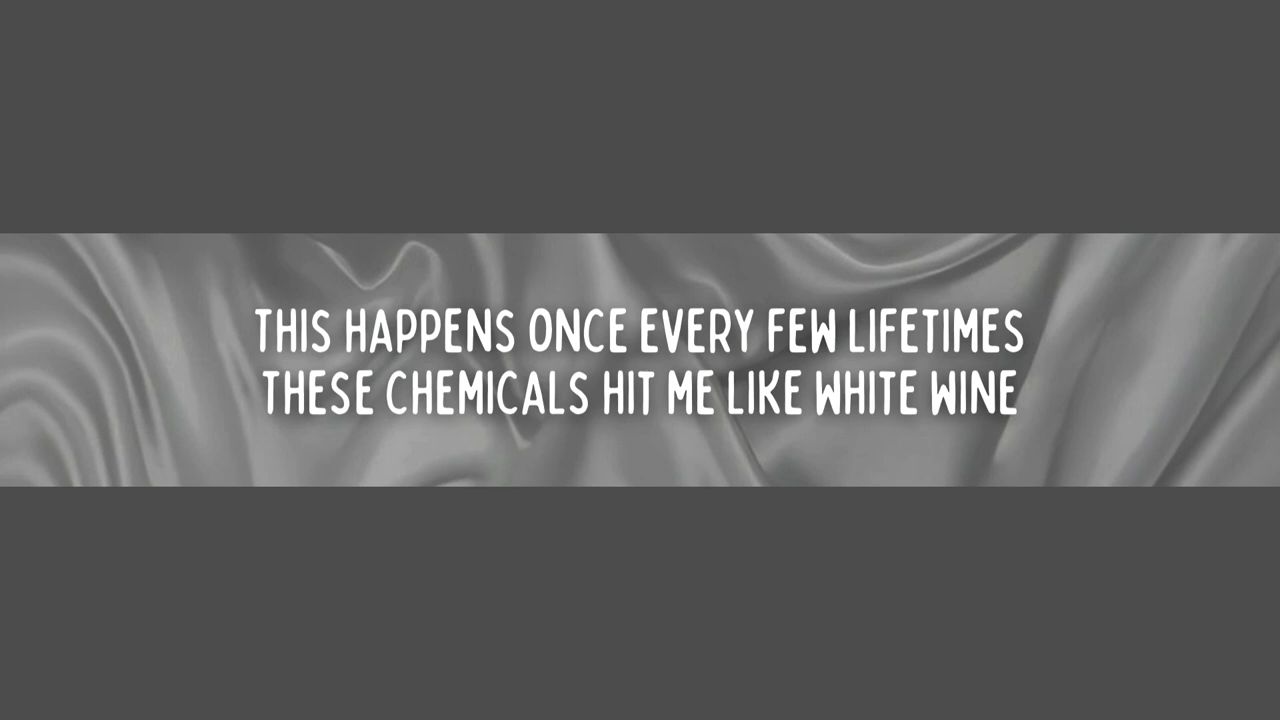 THIS HAPPENS ONCE EVERY FEW LIFETIMES
THESE CHEMICALS HIT ME LIKE WHITE WINE